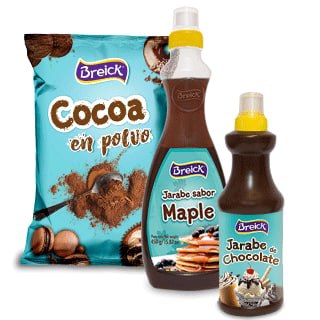 Breick
Cocoa
en polvo
Breick
Jarabe sabor
Maple
Breick
Jarabe de
Chocolate